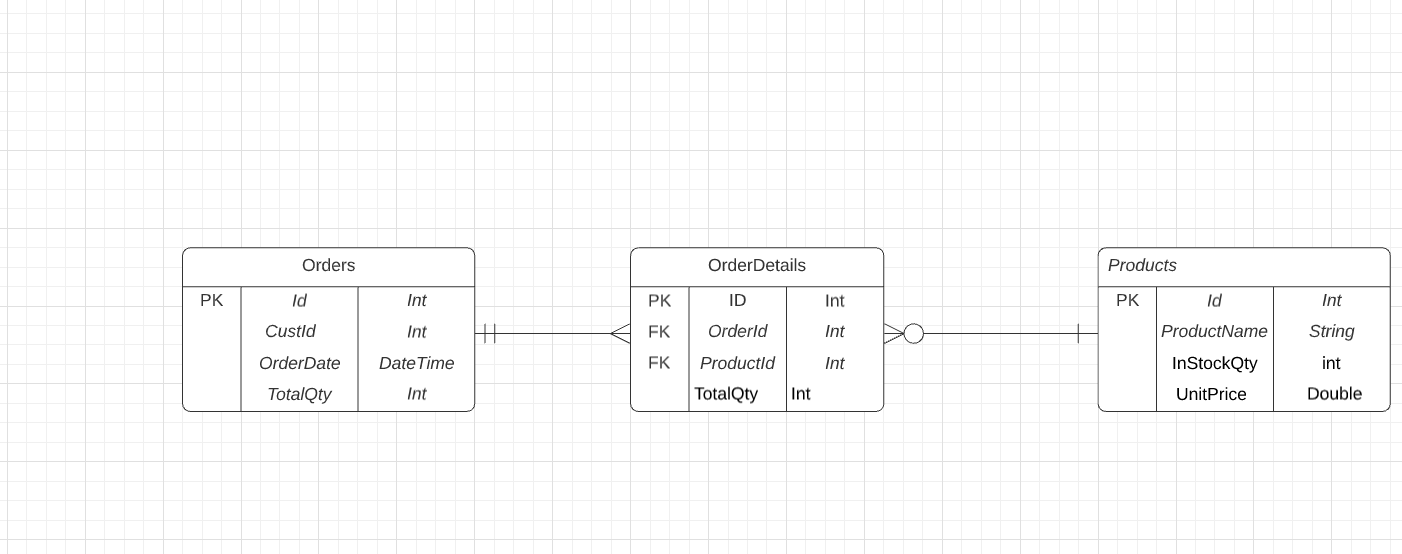 Orders
PK Id Int
CustId Int
OrderDate DateTime
TotalQty Int
OrderDetails
PK ID Int
FK OrderId Int
FK ProductId Int
TotalQty Int
Products
PK Id Int
ProductName String
InStockQty int
UnitPrice Double